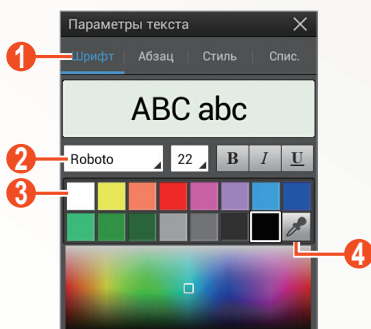 Параметры текста
1 Шрифт Абзац Стиль Спис.
ABC abc
2 Roboto 22 B I U
3
4